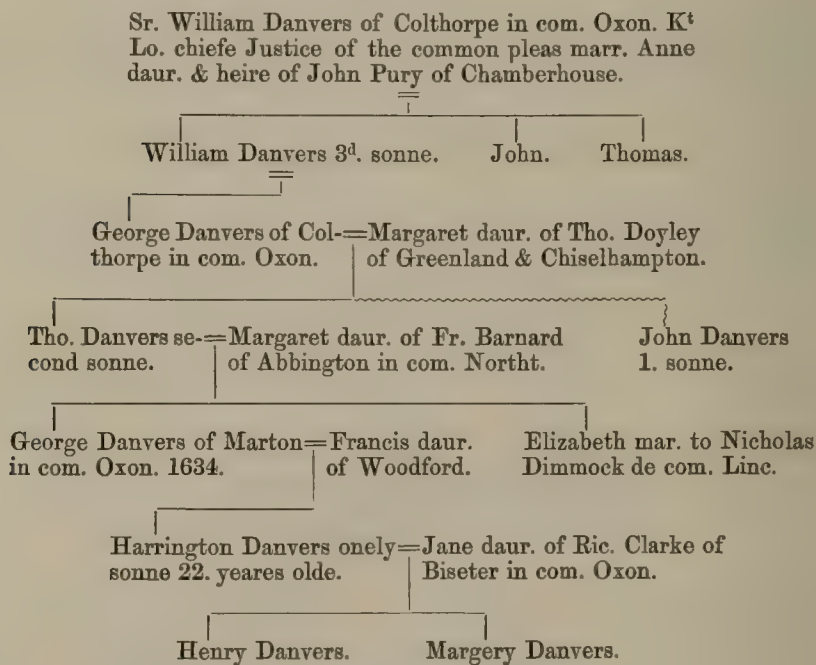 Sr. William Danvers of Colthorpe in com. Oxon. Kt
Lo. chiefe Justice of the common pleas marr. Anne
daur. & heire of John Pury of Chamberhouse.
William Danvers 3d. sonne. John. Thomas.
George Danvers of Col-=Margaret daur. of Tho. Doyley
thorpe in com. Oxon. of Greenland & Chiselhampton.
Tho. Danvers se-=Margaret daur. of Fr. Barnard John Danvers
cond sonne. of Abbington in com. Northt. 1. sonne.
George Danvers of Marton=Francis daur. Elizabeth mar. to Nicholas
in com. Oxon. 1634. of Woodford. Dimmock de com. Linc.
Harrington Danvers onely=Jane daur. of Ric. Clarke of
sonne 22. yeares olde. Biseter in com. Oxon.
Henry Danvers. Margery Danvers.